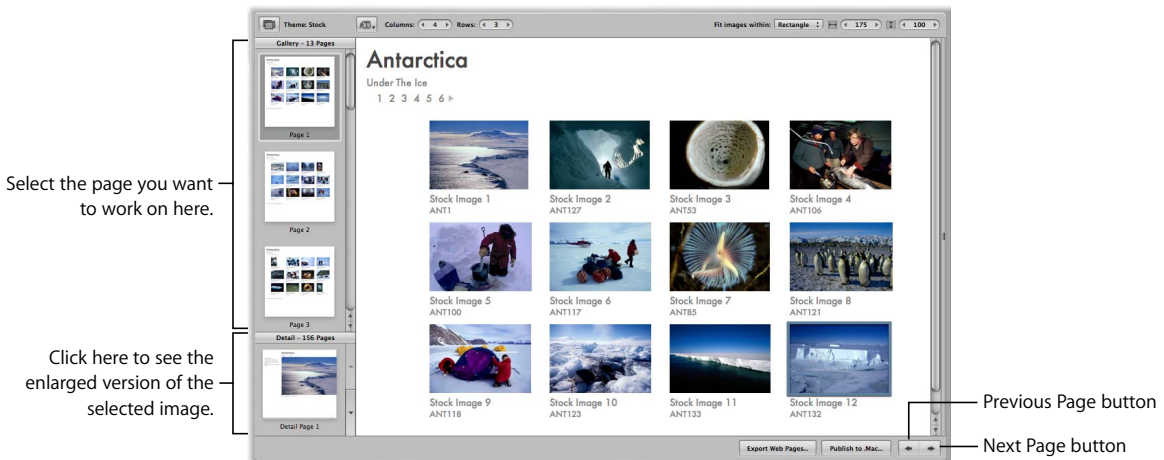 Theme: Stock
Columns: 4 Rows: 3
Fit images within: Rectangle 175 100
Gallery - 13 Pages
Page 1
Page 2
Page 3
Detail - 156 Pages
Detail Page 1
Select the page you want
to work on here.
Click here to see the
enlarged version of the
selected image.
Antarctica
Under The Ice
1 2 3 4 5 6
Stock Image 1
ANT1
Stock Image 2
ANT127
Stock Image 3
ANT53
Stock Image 4
ANT106
Stock Image 5
ANT100
Stock Image 6
ANT117
Stock Image 7
ANT85
Stock Image 8
ANT121
Stock Image 9
ANT118
Stock Image 10
ANT123
Stock Image 11
ANT133
Stock Image 12
ANT132
Export Web Pages...
Publish to .Mac...
Previous Page button
Next Page button